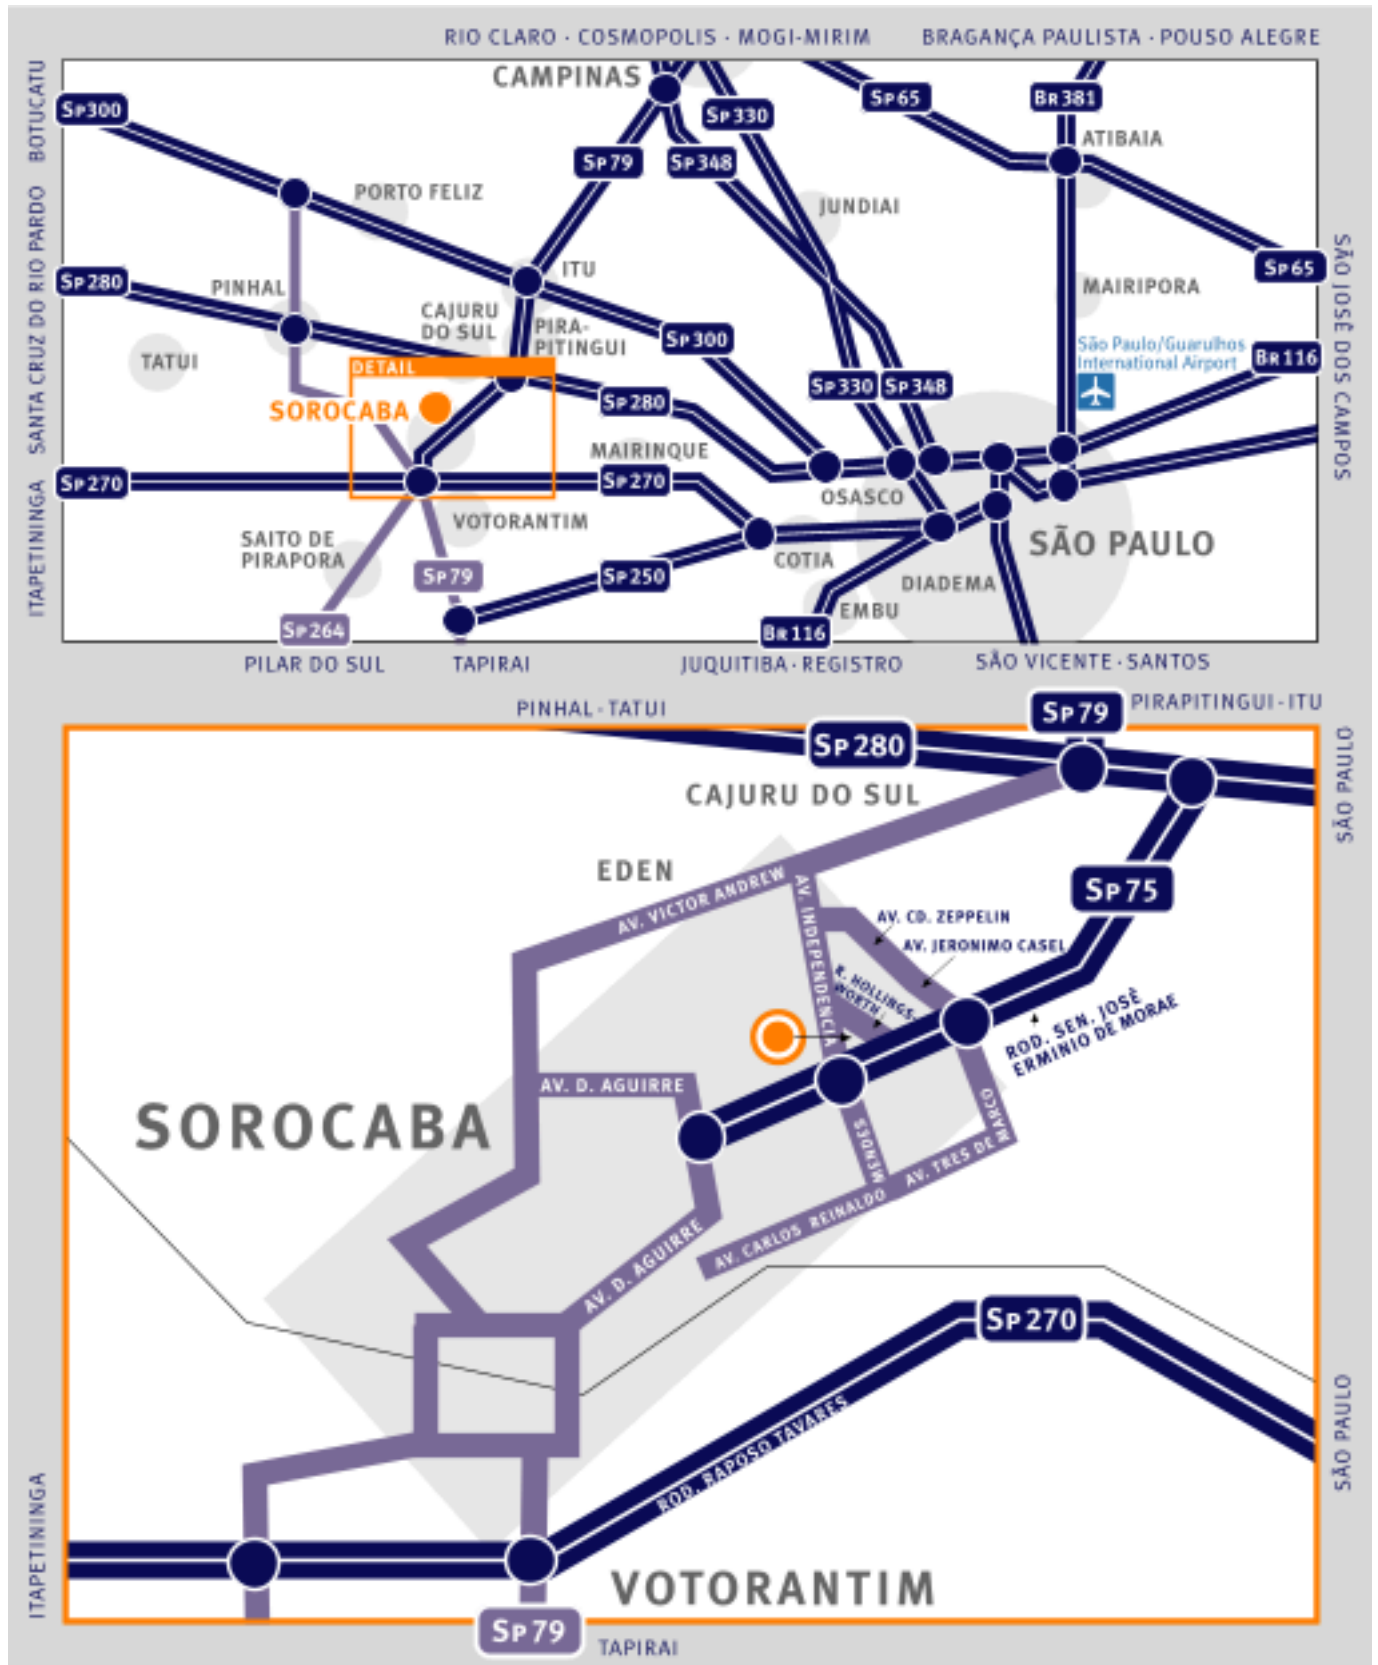 RIO CLARO · COSMOPOLIS · MOGI-MIRIM
BRAGANÇA PAULISTA · POUSO ALEGRE
BOTUCATU
SANTA CRUZ DO RIO PARDO
ITAPETININGA
SÃO JOSÉ DOS CAMPOS
CAMPINAS
SP300
SP330
SP65
BR381
ATIBAIA
SP79
SP348
PORTO FELIZ
JUNDIAI
ITU
SP65
SP280
PINHAL
MAIRIPORA
CAJURU
DO SUL
PIRA-
PITINGUI
SP300
São Paulo/Guarulhos
International Airport
BR116
TATUI
DETAIL
SP330
SP348
SOROCABA
SP280
MAIRINQUE
SP270
SP270
OSASCO
VOTORANTIM
SAITO DE
PIRAPORA
SÃO PAULO
COTIA
SP79
SP250
DIADEMA
EMBU
SP264
BR116
PILAR DO SUL
TAPIRAI
JUQUITIBA · REGISTRO
SÃO VICENTE · SANTOS
PINHAL - TATUI
SP79
PIRAPITINGUI - ITU
SP280
SÃO PAULO
CAJURU DO SUL
EDEN
SP75
AV. VICTOR ANDREW
AV. INDEPENDENCIA
AV. CD. ZEPPELIN
AV. JERONIMO CASEL
R. HOLLINGS-
WORTH
ROD. SEN. JOSÈ
ERMINIO DE MORAE
AV. D. AGUIRRE
SOROCABA
MENDES
AV. TRES DE MARCO
AV. CARLOS REINALDO
AV. D. AGUIRRE
SP270
ROD. RAPOSO TAVARES
SÃO PAULO
ITAPETININGA
VOTORANTIM
SP79
TAPIRAI